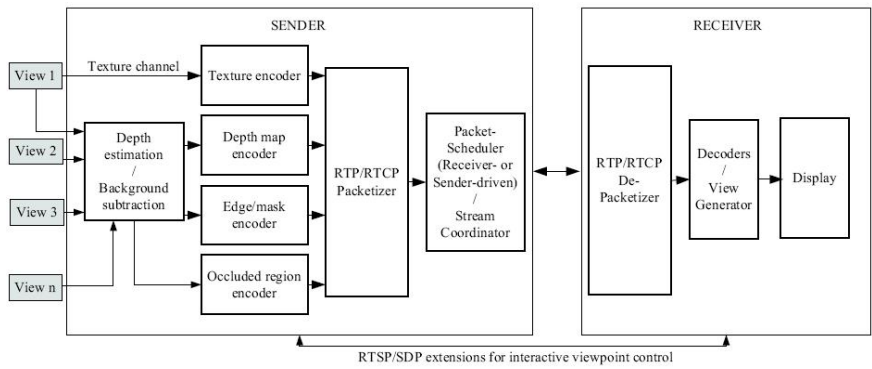 SENDER
RECEIVER
View 1
Texture channel
Texture encoder
View 2
Depth
estimation
/
Background
subtraction
Depth map
encoder
View 3
Edge/mask
encoder
View n
Occluded region
encoder
RTP/RTCP
Packetizer
Packet-
Scheduler
(Receiver- or
Sender-driven)
/
Stream
Coordinator
RTP/RTCP
De-
Packetizer
Decoders
/
View
Generator
Display
RTSP/SDP extensions for interactive viewpoint control